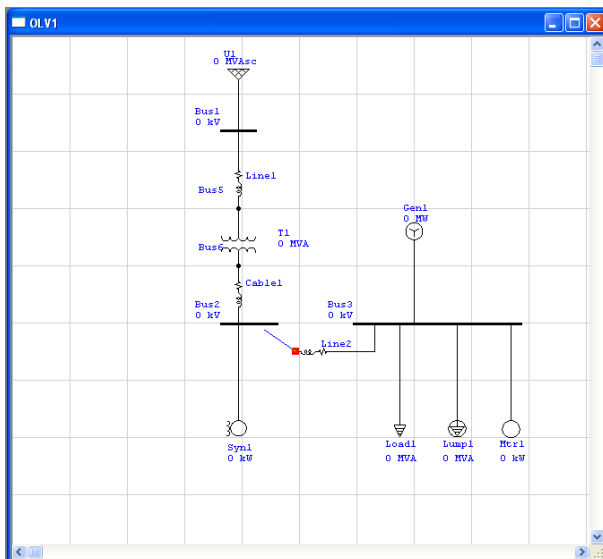 OLV1
U1
0 MVAsc
Bus1
0 kV
Line1
Bus5
Gen1
0 MW
T1
0 MVA
Bus6
Cable1
Bus2
0 kV
Bus3
0 kV
Line2
Syn1
0 kW
Load1
0 MVA
Lump1
0 MVA
Mtr1
0 kW